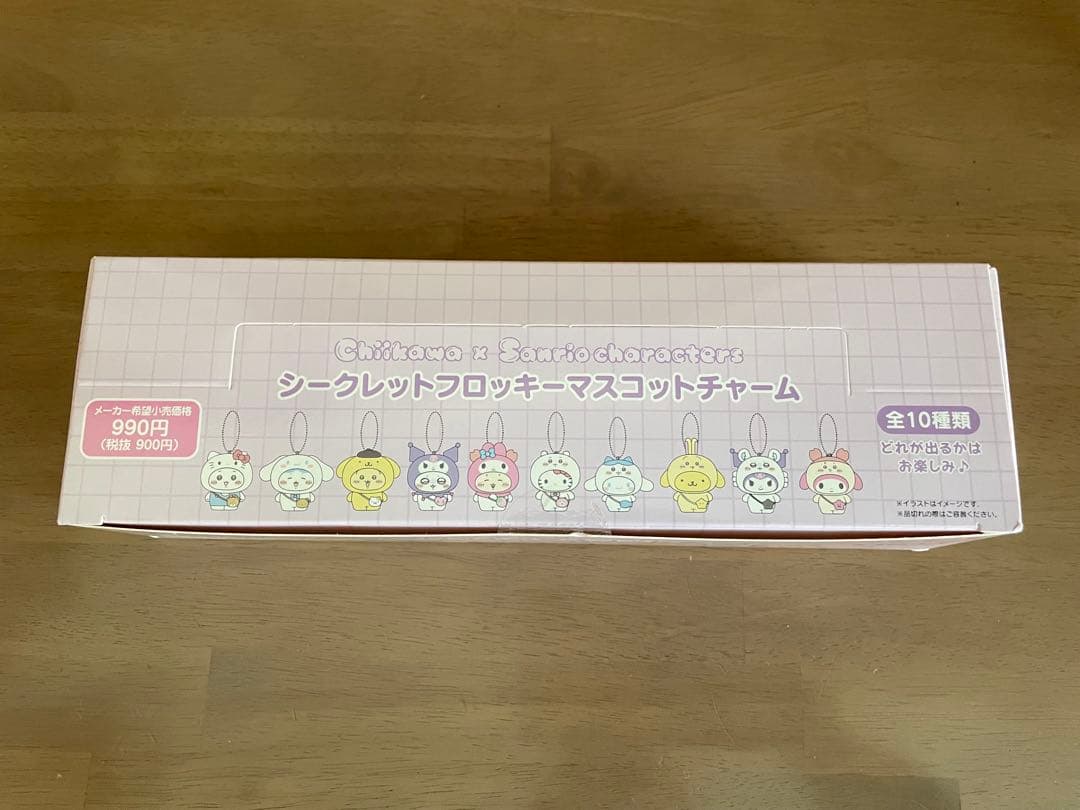 Chiikawa x Sanrio characters
シークレットフロッキーマスコットチャーム
メーカー希望小売価格
990円
(税抜 900円)
全10種類
どれが出るかは
お楽しみ♪
※イラストはイメージです。
※品切れの際はご容赦ください。